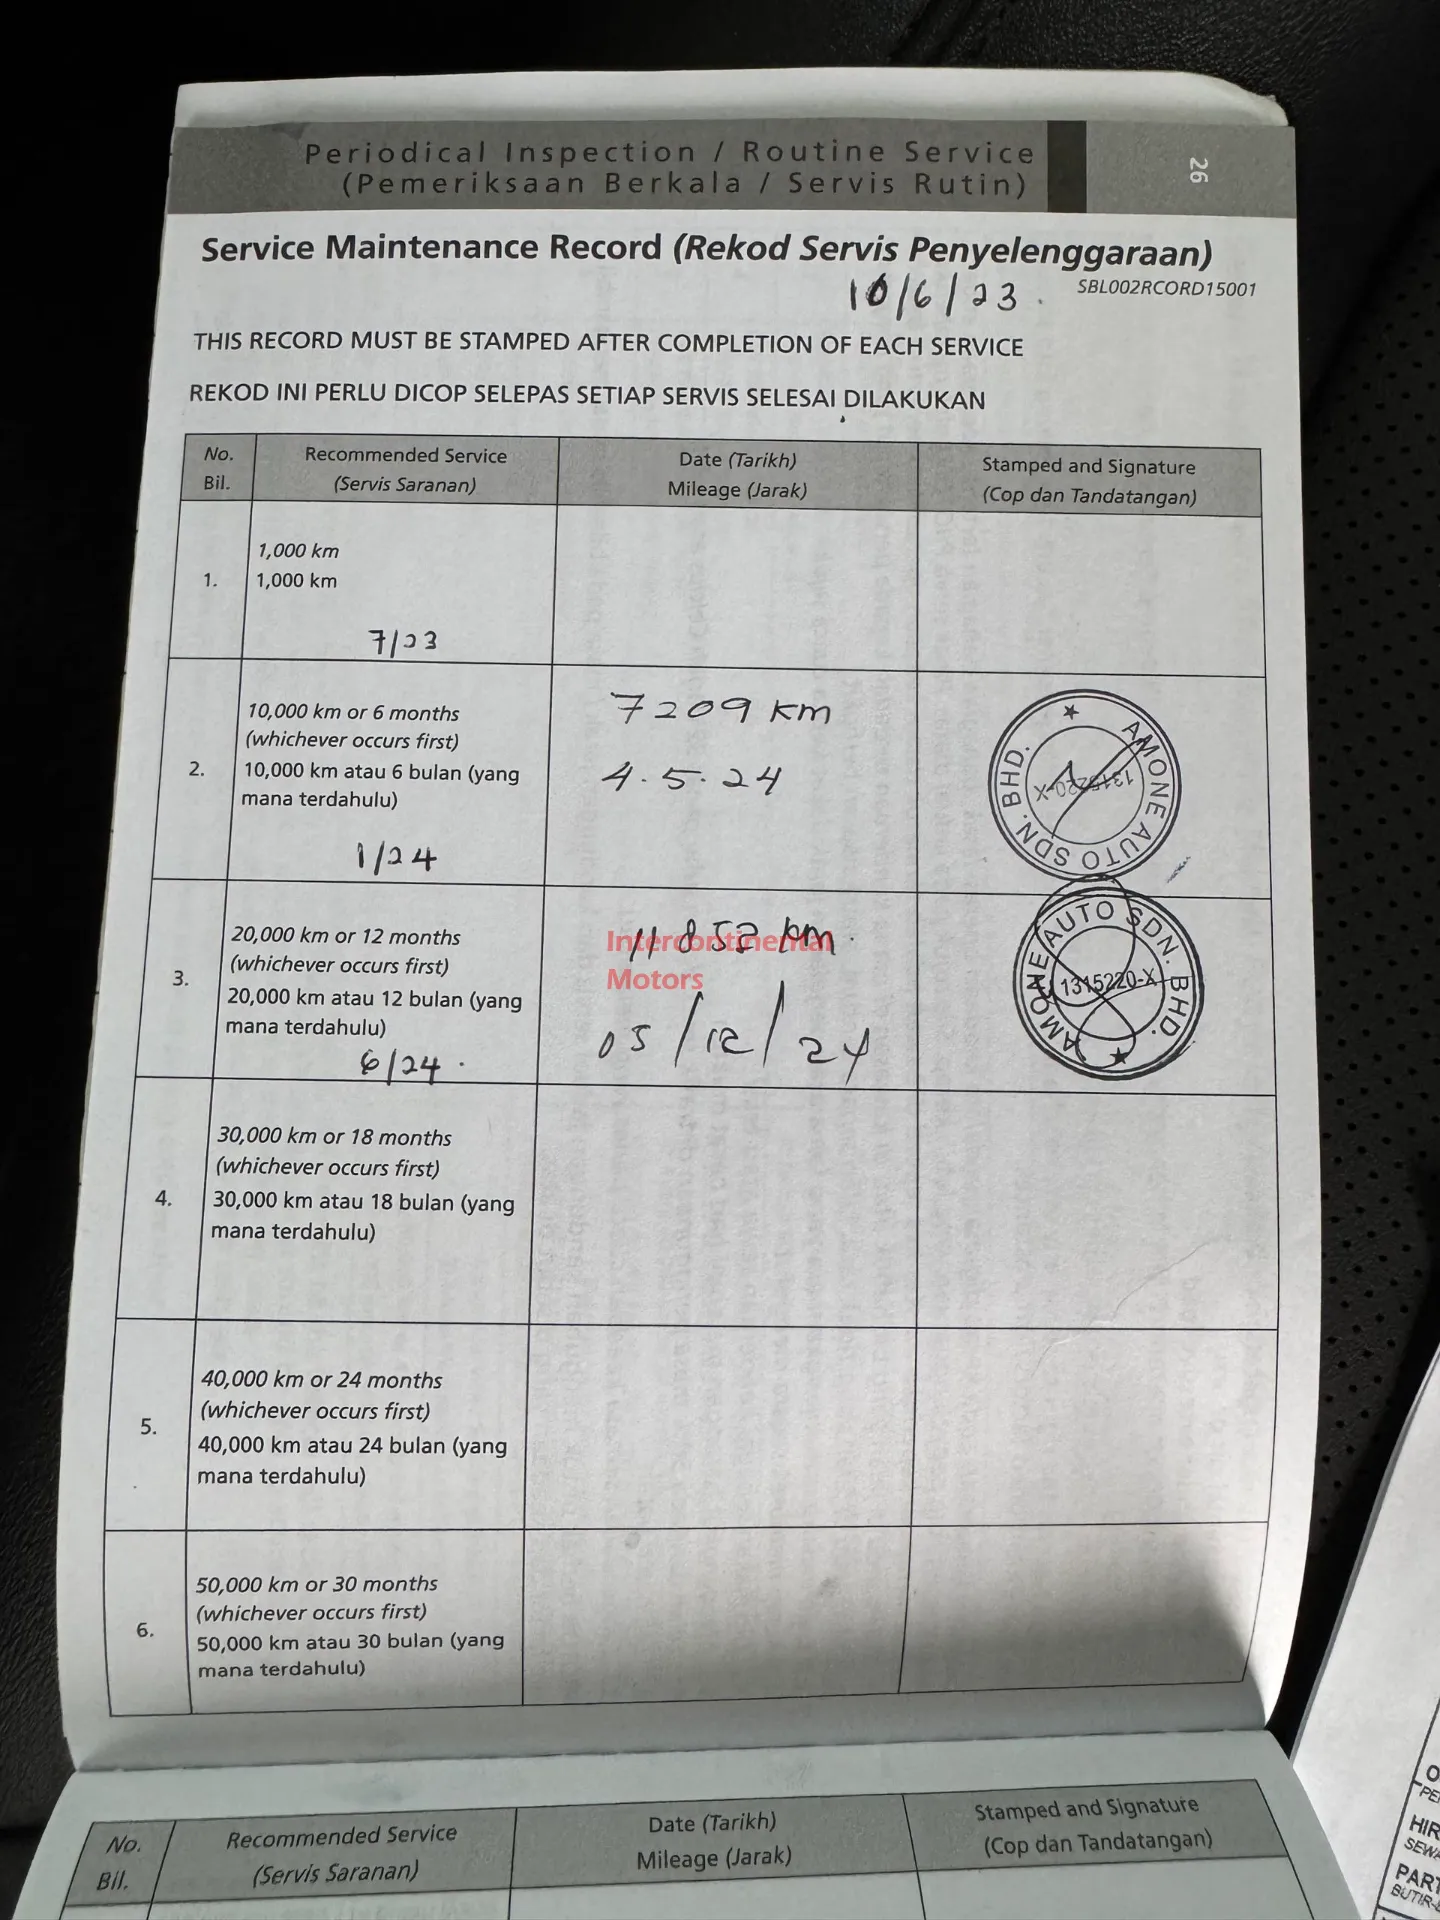 Periodical Inspection / Routine Service
(Pemeriksaan Berkala / Servis Rutin)
26
Service Maintenance Record (Rekod Servis Penyelenggaraan)
10/6/23.
SBL002RCORD15001
THIS RECORD MUST BE STAMPED AFTER COMPLETION OF EACH SERVICE
REKOD INI PERLU DICOP SELEPAS SETIAP SERVIS SELESAI DILAKUKAN
No.
Bil.
Recommended Service
(Servis Saranan)
Date (Tarikh)
Mileage (Jarak)
Stamped and Signature
(Cop dan Tandatangan)
1.
1,000 km
1,000 km
7/23
2.
10,000 km or 6 months
(whichever occurs first)
10,000 km atau 6 bulan (yang
mana terdahulu)
1/24
7209 km
4.5.24
AMONE AUTO SDN. BHD.
1315220-X
3.
20,000 km or 12 months
(whichever occurs first)
20,000 km atau 12 bulan (yang
mana terdahulu)
6/24.
11852 km.
Intercontinental
Motors
05/12/24
AMONE AUTO SDN. BHD.
1315220-X
4.
30,000 km or 18 months
(whichever occurs first)
30,000 km atau 18 bulan (yang
mana terdahulu)
5.
40,000 km or 24 months
(whichever occurs first)
40,000 km atau 24 bulan (yang
mana terdahulu)
6.
50,000 km or 30 months
(whichever occurs first)
50,000 km atau 30 bulan (yang
mana terdahulu)
No.
Bil.
Recommended Service
(Servis Saranan)
Date (Tarikh)
Mileage (Jarak)
Stamped and Signature
(Cop dan Tandatangan)